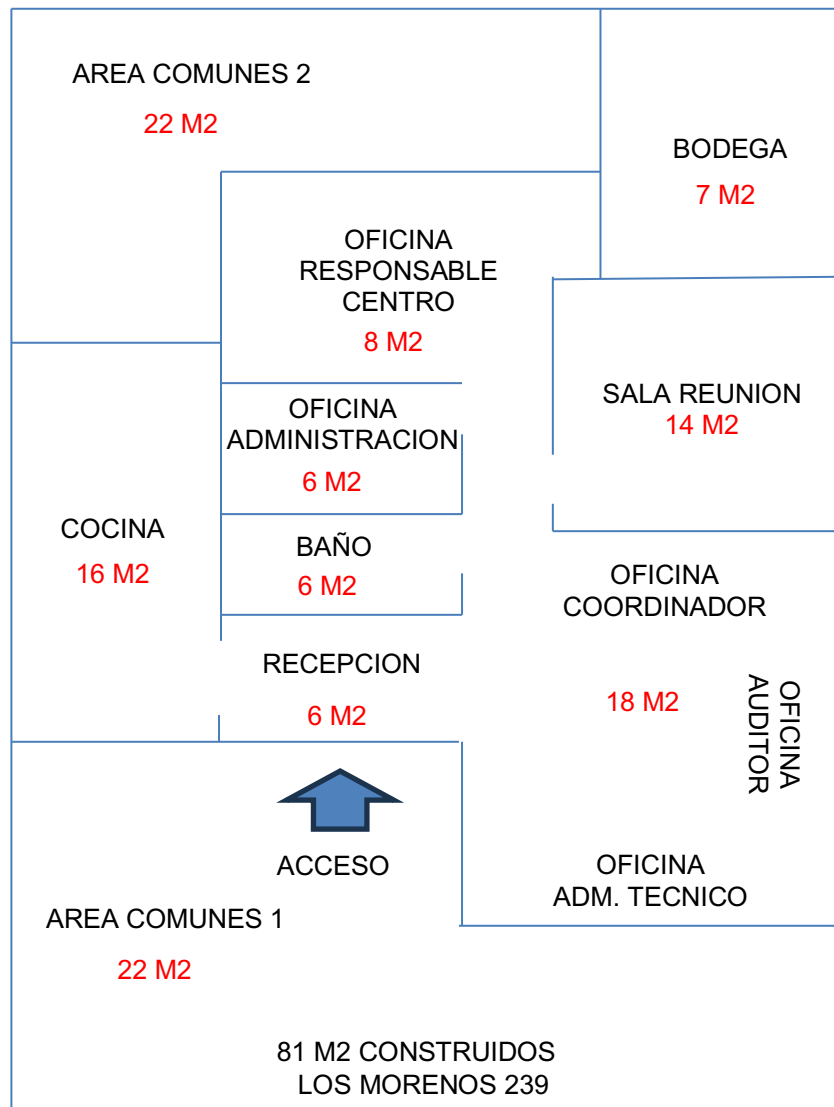 AREA COMUNES 2
22 M2
BODEGA
7 M2
OFICINA
RESPONSABLE
CENTRO
8 M2
SALA REUNION
14 M2
OFICINA
ADMINISTRACION
6 M2
COCINA
16 M2
BAÑO
6 M2
OFICINA
COORDINADOR
RECEPCION
6 M2
18 M2
OFICINA
AUDITOR
ACCESO
OFICINA
ADM. TECNICO
AREA COMUNES 1
22 M2
81 M2 CONSTRUIDOS
LOS MORENOS 239